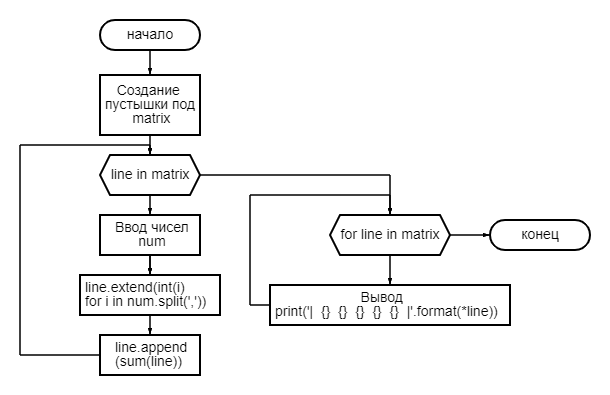 начало
Создание
пустышки под
matrix
line in matrix
Ввод чисел
num
line.extend(int(i)
for i in num.split(','))
line.append
(sum(line))
for line in matrix
конец
Вывод
print('| {} {} {} {} {} |'.format(*line))